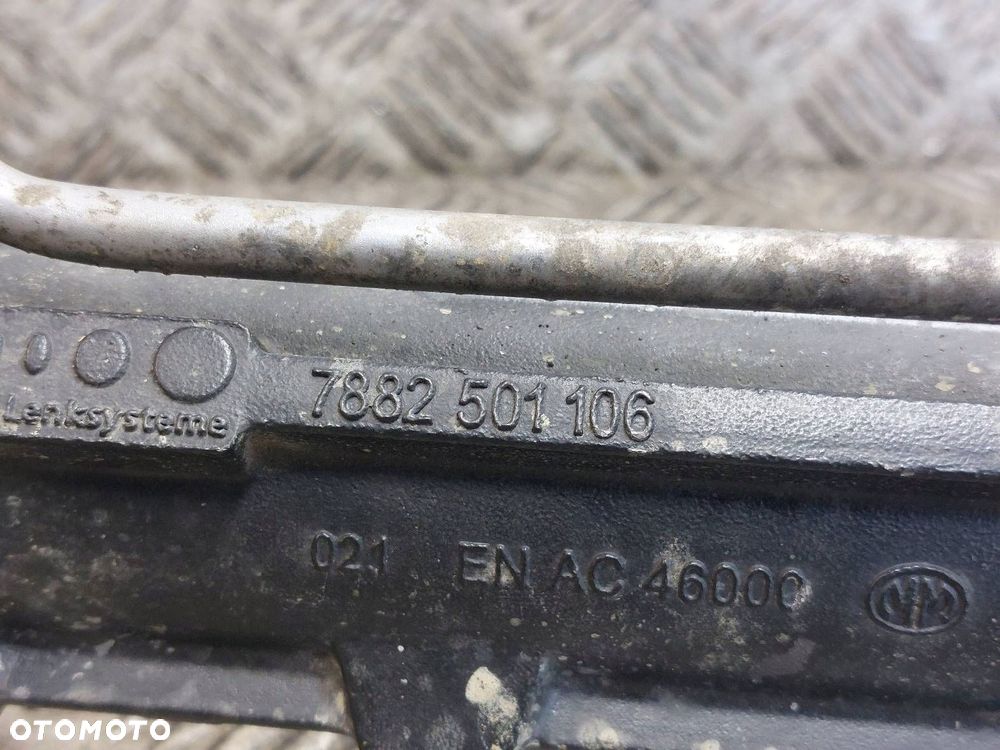 Lenksysteme
7882 501 106
021 EN AC 46000
OTOMOTO